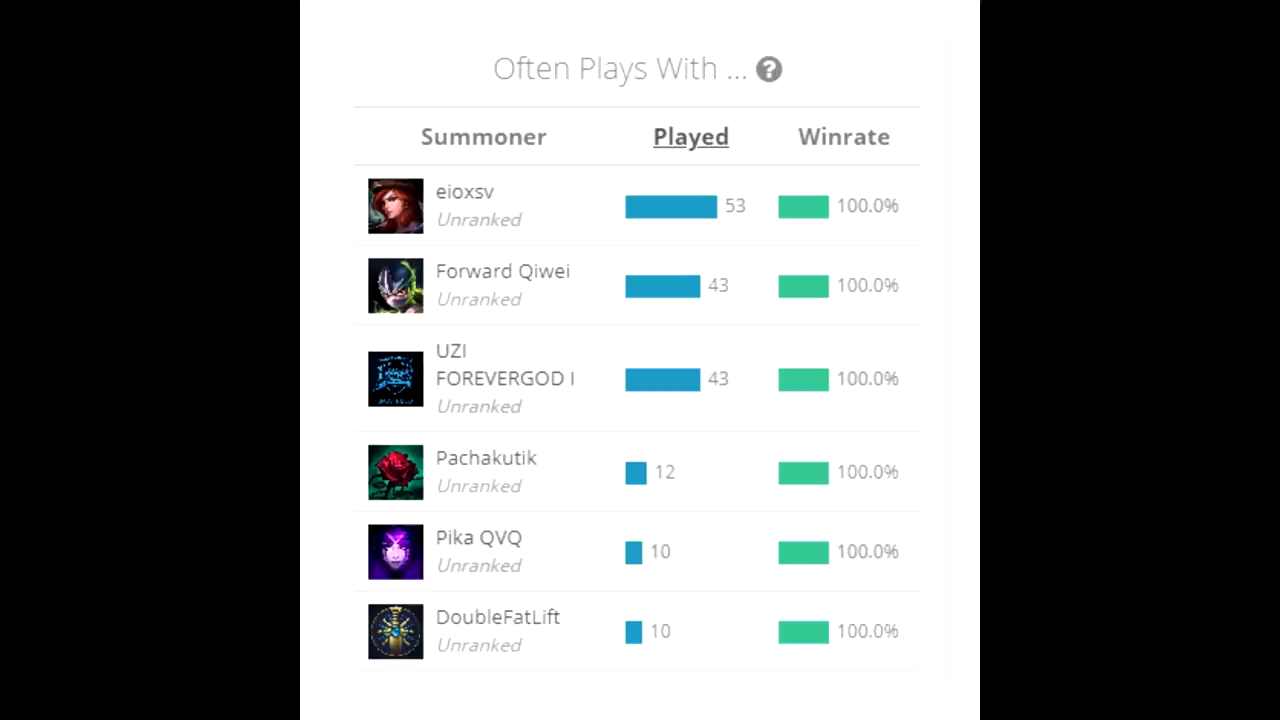 Often Plays With ... ?
Summoner Played Winrate
eioxsv
Unranked
53 100.0%
Forward Qiwei
Unranked
43 100.0%
UZI
FOREVERGOD I
Unranked
43 100.0%
Pachakutik
Unranked
12 100.0%
Pika QVQ
Unranked
10 100.0%
DoubleFatLift
Unranked
10 100.0%